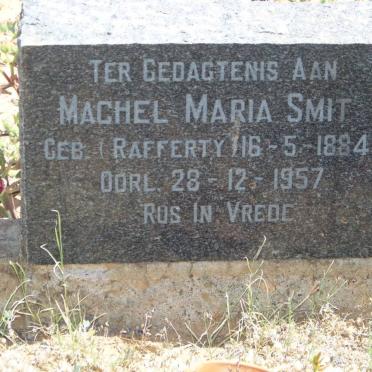 TER GEDAGTENIS AAN
MACHEL MARIA SMIT
GEB. (RAFFERTY) 16-5-1884
OORL. 28-12-1957
RUS IN VREDE